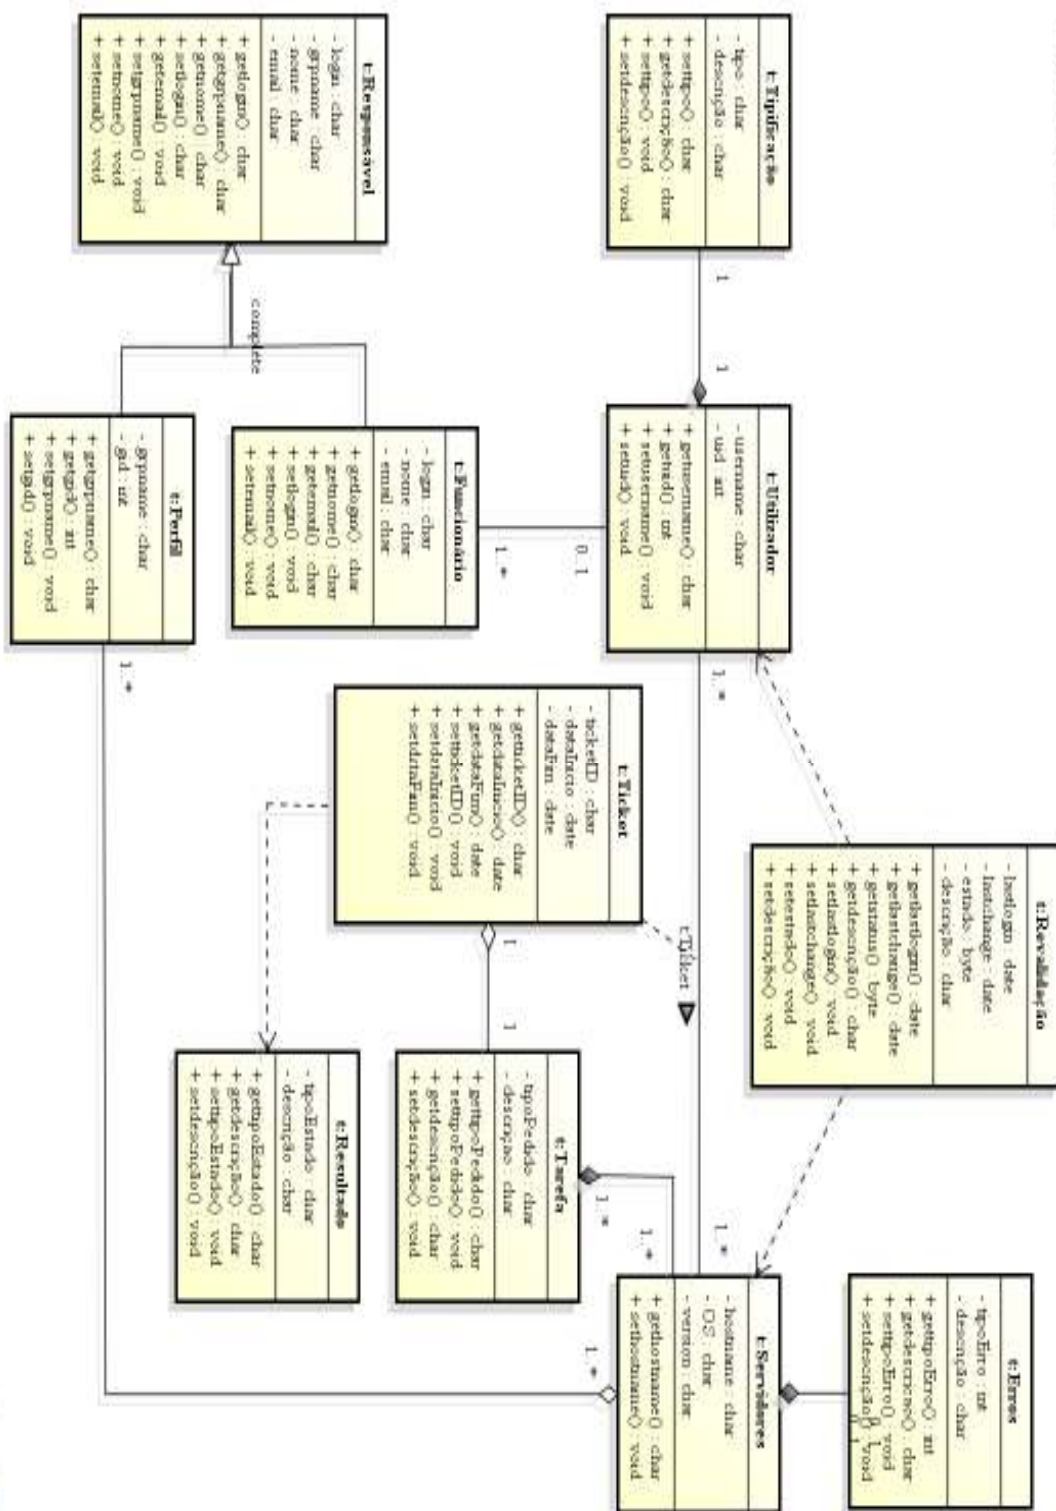 t:Tipificação
- tipo : char
- descrição : char
+ settipo() : char
+ getdescrição() : char
+ settipo() : void
+ setdescrição() : void
1
1
t:Utilizador
- username : char
- uid : int
+ getusername() : char
+ getuid() : int
+ setusername() : void
+ setuid() : void
0..1
1..*
1..*
1..*
t:Revalidação
- lastlogin : date
- lastchange : date
- estado : byte
- descrição : char
+ getlastlogin() : date
+ getlastchange() : date
+ getstatus() : byte
+ getdescrição() : char
+ setlastlogin() : void
+ setlastchange() : void
+ setestado() : void
+ setdescrição() : void
t:Erros
- tipoErro : int
- descrição : char
+ gettipoErro() : int
+ getdescricao() : char
+ settipoErro() : void
+ setdescrição() : void
t:Servidores
- hostname : char
- OS : char
- version : char
+ gethostname() : char
+ sethostname() : void
t:Responsável
- login : char
- grpname : char
- nome : char
- email : char
+ getlogin() : char
+ getgrpname() : char
+ getnome() : char
+ setlogin() : char
+ getemail() : void
+ setgrpname() : void
+ setnome() : void
+ setemail() : void
complete
t:Funcionário
- login : char
- nome : char
- email : char
+ getlogin() : char
+ getnome() : char
+ getemail() : char
+ setlogin() : void
+ setnome() : void
+ setemail() : void
t:Perfil
- grpname : char
- gid : int
+ getgrpname() : char
+ getgid() : int
+ setgrpname() : void
+ setgid() : void
1..*
1..*
t:Ticket
- ticketID : char
- dataInicio : date
- dataFim : date
+ getticketID() : char
+ getdataInicio() : date
+ getdataFim() : date
+ setticketID() : void
+ setdataInicio() : void
+ setdataFim() : void
t:Ticket
1
1
t:Tarefa
- tipoPedido : char
- descriçao : char
+ gettipoPedido() : char
+ settipoPedido() : void
+ getdescrição() : char
+ setdescrição() : void
1..*
1..*
t:Resultado
- tipoEstado : char
- descrição : char
+ gettipoEstado() : char
+ getdescrição() : char
+ settipoEstado() : void
+ setdescrição() : void